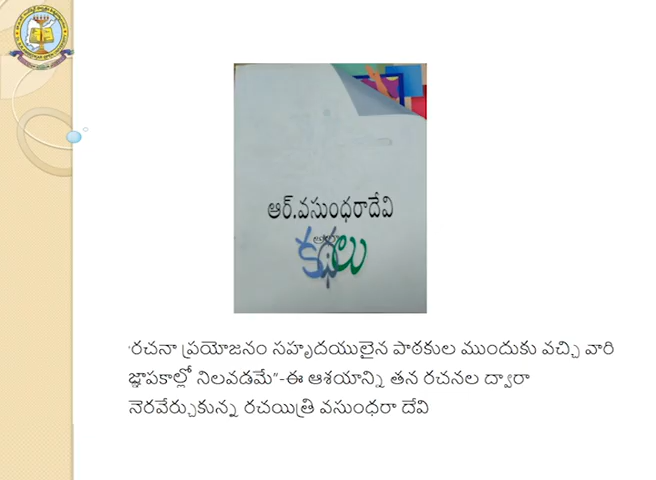 ఆర్.వసుంధరాదేవి
కథలు
'రచనా ప్రయోజనం సహృదయులైన పాఠకుల ముందుకు వచ్చి వారి
జ్ఞాపకాల్లో నిలవడమే"-ఈ ఆశయాన్ని తన రచనల ద్వారా
నెరవేర్చుకున్న రచయిత్రి వసుంధరా దేవి